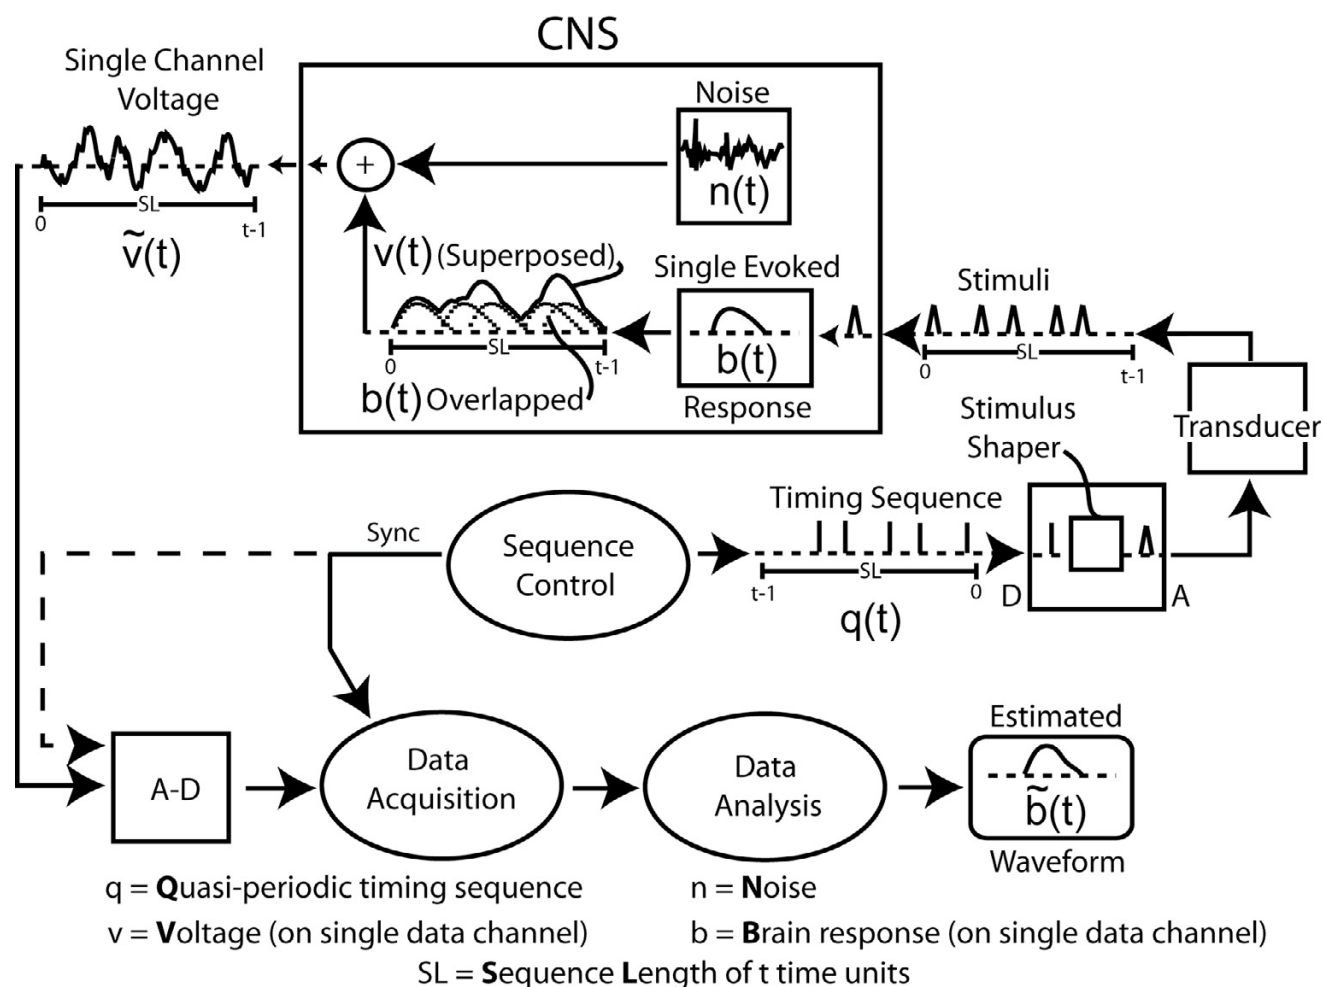 CNS
Single Channel
Voltage
Noise
+
n(t)
SL
0
t-1
ṽ(t)
v(t) (Superposed)
Single Evoked
Stimuli
SL
0
t-1
b(t)
SL
0
t-1
b(t) Overlapped
Response
Stimulus
Shaper
Transducer
Timing Sequence
Sync
Sequence
Control
SL
t-1
0
D
A
q(t)
Estimated
Data
Acquisition
Data
Analysis
A-D
b̃(t)
Waveform
q = Quasi-periodic timing sequence
n = Noise
v = Voltage (on single data channel)
b = Brain response (on single data channel)
SL = Sequence Length of t time units